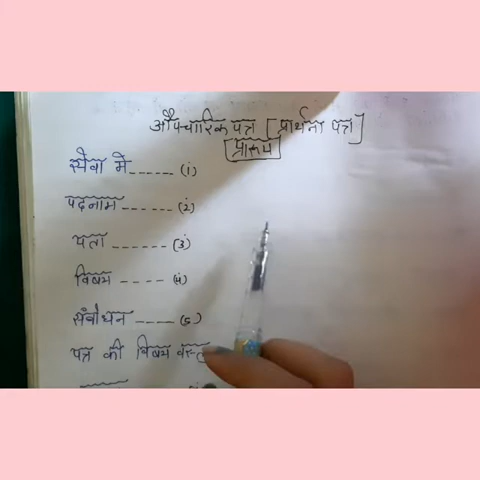 औपचारिक पत्र [प्रार्थना पत्र]
प्रारूप
सेवा मे ------ (1)
पदनाम ------- (2)
पता ------- (3)
विषय ---- (4)
संबोधन ---- (5)
पत्र की विषय